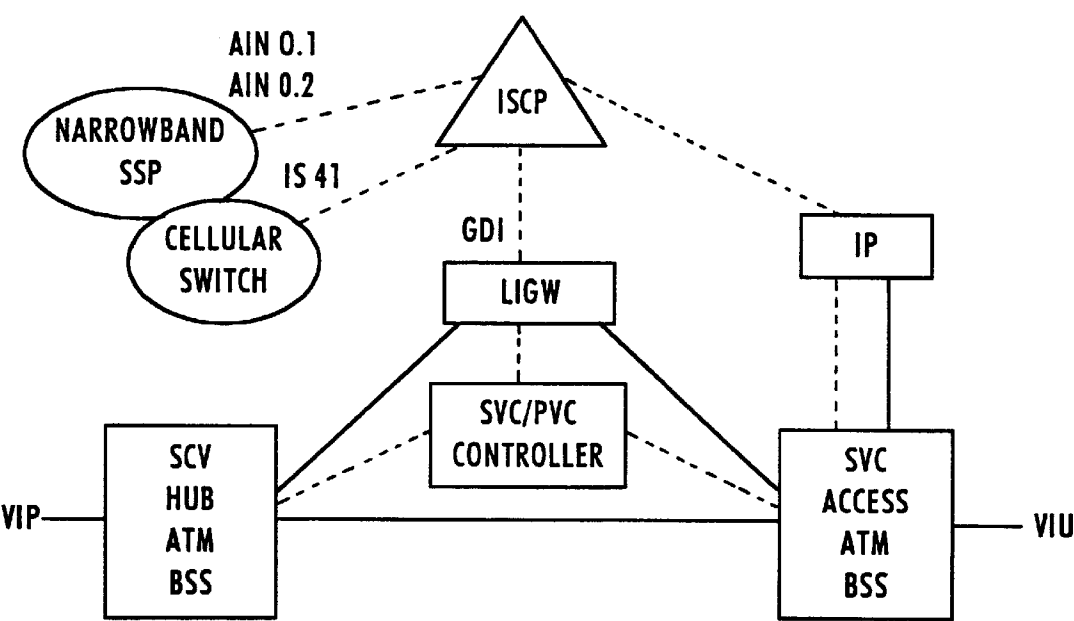 AIN 0.1
AIN 0.2
ISCP
NARROWBAND
SSP
IS 41
CELLULAR
SWITCH
GDI
IP
LIGW
SVC/PVC
CONTROLLER
SCV
HUB
ATM
BSS
SVC
ACCESS
ATM
BSS
VIP
VIU